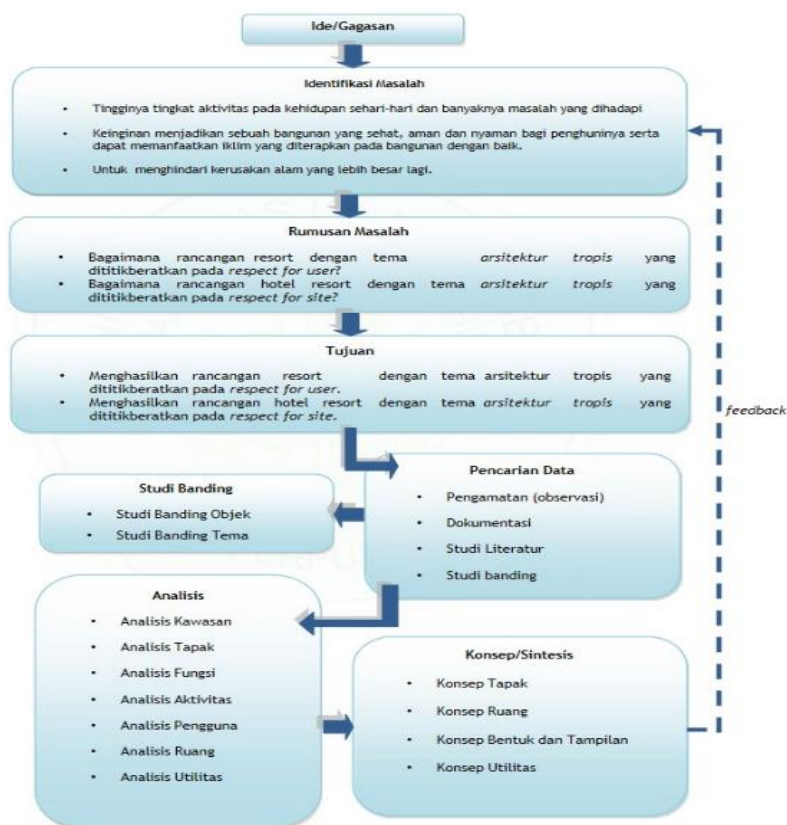 Ide/Gagasan
Identifikasi Masalah
• Tingginya tingkat aktivitas pada kehidupan sehari-hari dan banyaknya masalah yang dihadapi
• Keinginan menjadikan sebuah bangunan yang sehat, aman dan nyaman bagi penghuninya serta
dapat memanfaatkan iklim yang diterapkan pada bangunan dengan baik.
• Untuk menghindari kerusakan alam yang lebih besar lagi.
Rumusan Masalah
• Bagaimana rancangan resort dengan tema arsitektur tropis yang
dititikberatkan pada respect for user?
• Bagaimana rancangan hotel resort dengan tema arsitektur tropis yang
dititikberatkan pada respect for site?
Tujuan
• Menghasilkan rancangan resort dengan tema arsitektur tropis yang
dititikberatkan pada respect for user.
• Menghasilkan rancangan hotel resort dengan tema arsitektur tropis yang
dititikberatkan pada respect for site.
feedback
Pencarian Data
• Pengamatan (observasi)
• Dokumentasi
• Studi Literatur
• Studi banding
Studi Banding
• Studi Banding Objek
• Studi Banding Tema
Analisis
• Analisis Kawasan
• Analisis Tapak
• Analisis Fungsi
• Analisis Aktivitas
• Analisis Pengguna
• Analisis Ruang
• Analisis Utilitas
Konsep/Sintesis
• Konsep Tapak
• Konsep Ruang
• Konsep Bentuk dan Tampilan
• Konsep Utilitas